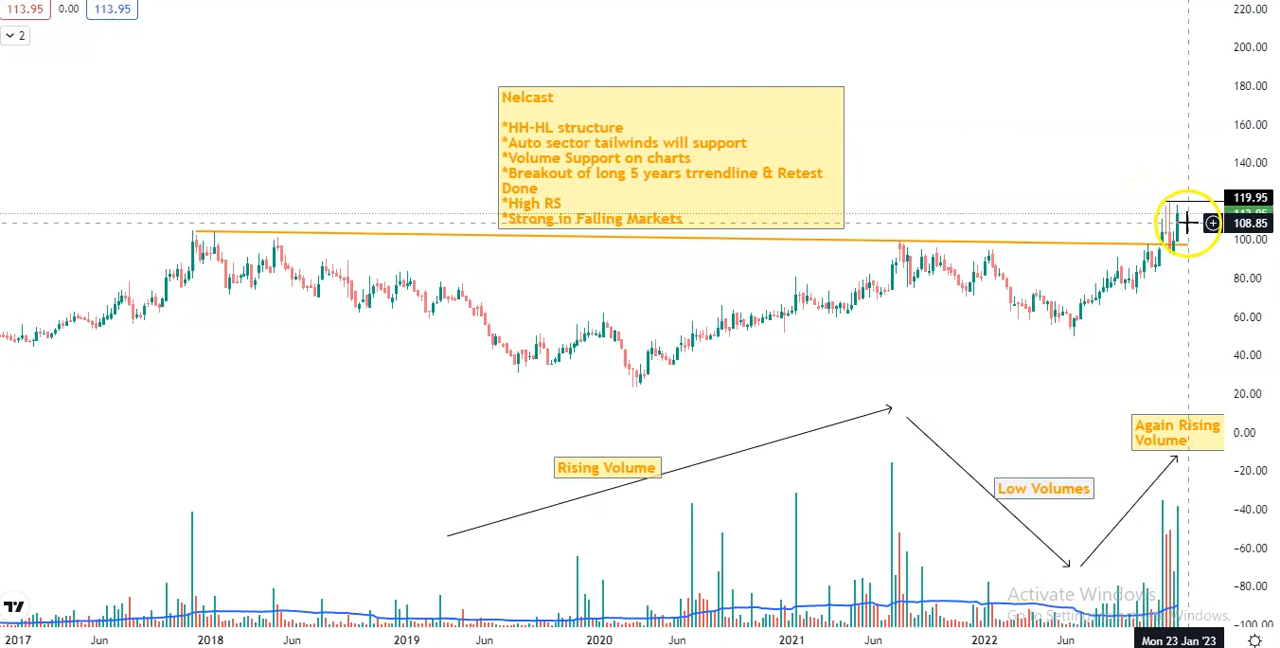 113.95 0.00 113.95
2
220.00
200.00
180.00
160.00
140.00
119.95
108.85
100.00
80.00
60.00
40.00
20.00
0.00
−20.00
−40.00
−60.00
−80.00
−100.00
Nelcast
*HH-HL structure
*Auto sector tailwinds will support
*Volume Support on charts
*Breakout of long 5 years trrendline & Retest
Done
*High RS
*Strong in Falling Markets
Again Rising
Volume
Rising Volume
Low Volumes
Activate Windows
2017 Jun 2018 Jun 2019 Jun 2020 Jun 2021 Jun 2022 Jun Mon 23 Jan '23